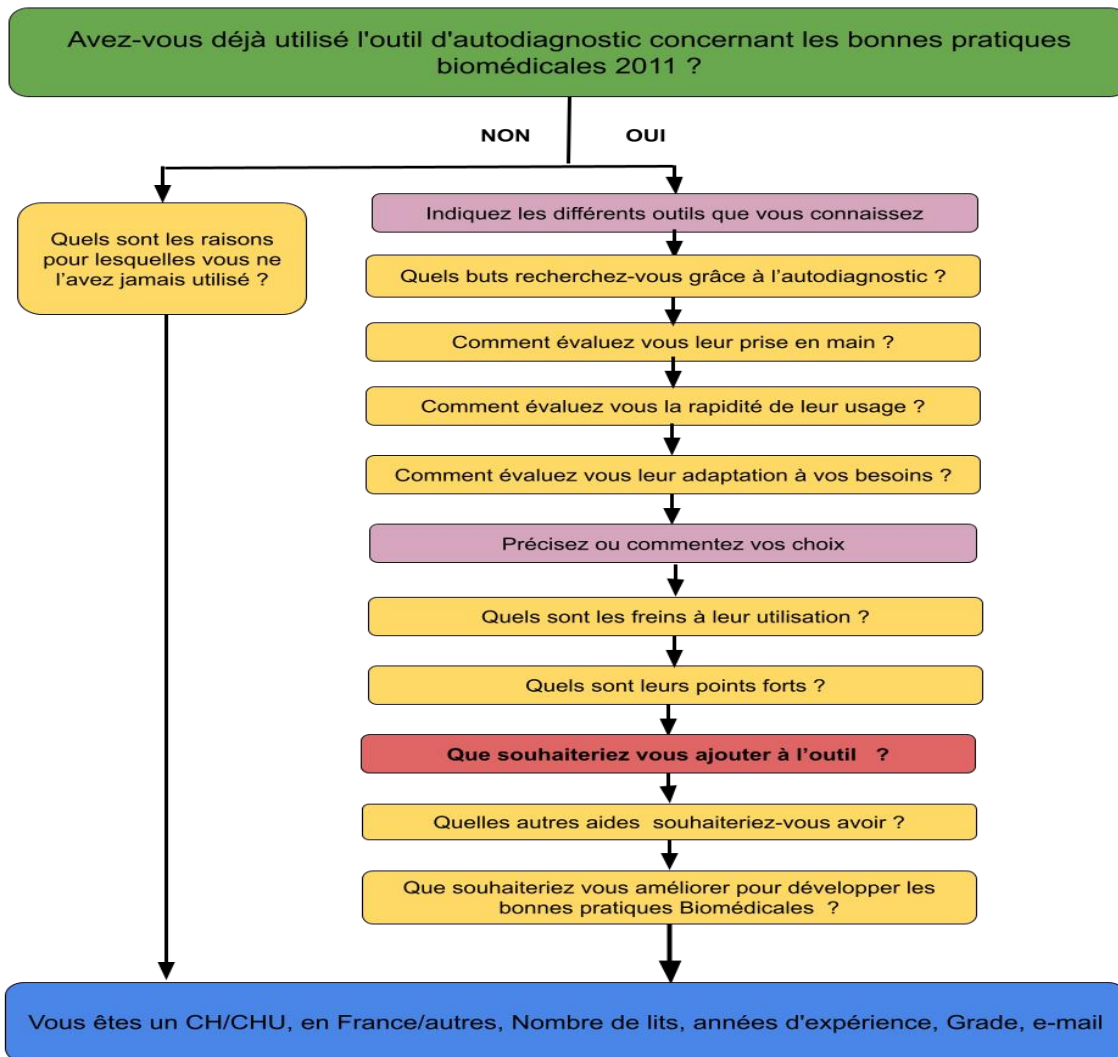 Avez-vous déjà utilisé l'outil d'autodiagnostic concernant les bonnes pratiques
biomédicales 2011 ?
NON
OUI
Quels sont les raisons
pour lesquelles vous ne
l'avez jamais utilisé ?
Indiquez les différents outils que vous connaissez
Quels buts recherchez-vous grâce à l'autodiagnostic ?
Comment évaluez vous leur prise en main ?
Comment évaluez vous la rapidité de leur usage ?
Comment évaluez vous leur adaptation à vos besoins ?
Précisez ou commentez vos choix
Quels sont les freins à leur utilisation ?
Quels sont leurs points forts ?
Que souhaiteriez vous ajouter à l'outil ?
Quelles autres aides souhaiteriez-vous avoir ?
Que souhaiteriez vous améliorer pour développer les
bonnes pratiques Biomédicales ?
Vous êtes un CH/CHU, en France/autres, Nombre de lits, années d'expérience, Grade, e-mail